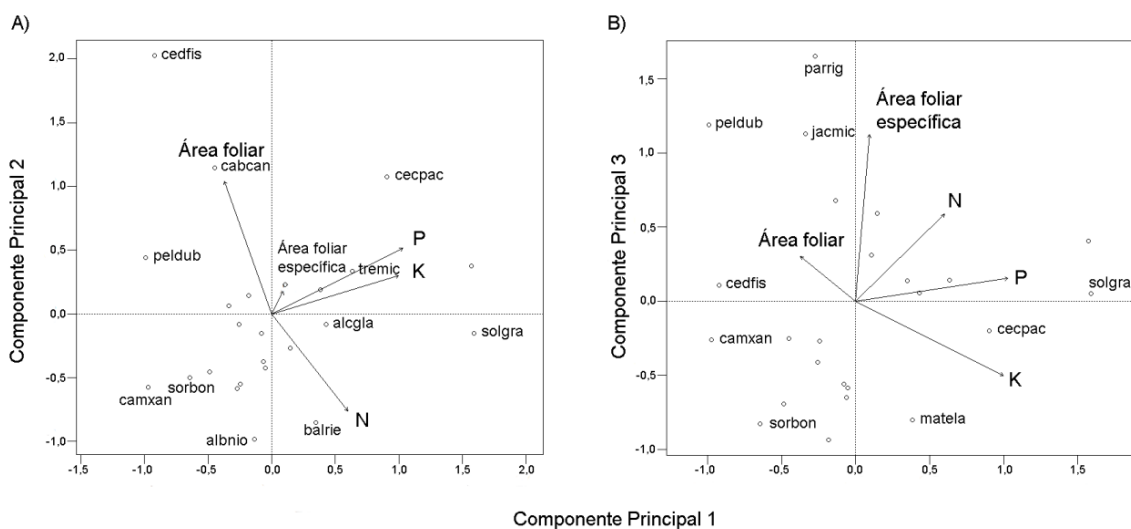 A)
2,0
1,5
1,0
0,5
0,0
-0,5
-1,0
Componente Principal 2
cedfis
Área foliar
cabcan
cecpac
P
Área foliar
específica
tremic
K
peldub
alcgla
solgra
sorbon
camxan
N
balrie
albnio
-1,5
-1,0
-0,5
0,0
0,5
1,0
1,5
2,0
B)
1,5
1,0
0,5
0,0
-0,5
-1,0
Componente Principal 3
parrig
Área foliar
específica
peldub
jacmic
N
Área foliar
P
cedfis
solgra
cecpac
camxan
K
matela
sorbon
-1,0
-0,5
0,0
0,5
1,0
1,5
Componente Principal 1